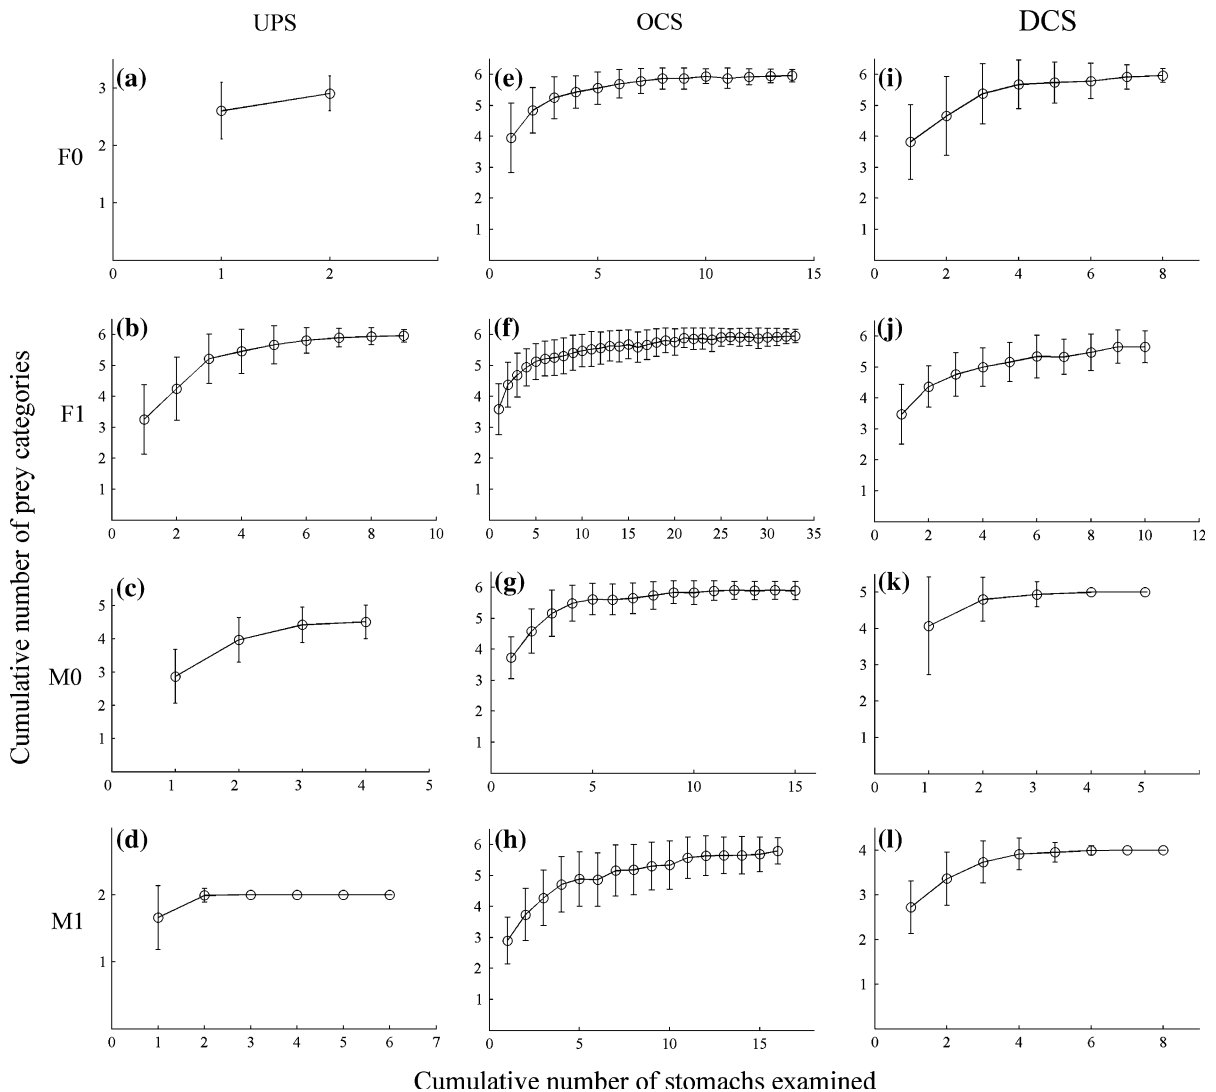 UPS OCS DCS
(a) (e) (i)
F0
3
2
1
0 1 2
6
5
4
3
2
1
0 5 10 15
6
5
4
3
2
1
0 2 4 6 8
(b) (f) (j)
F1
6
5
4
3
2
1
0 2 4 6 8 10
6
5
4
3
2
1
0 5 10 15 20 25 30 35
6
5
4
3
2
1
0 2 4 6 8 10 12
(c) (g) (k)
M0
5
4
3
2
1
0 1 2 3 4 5
6
5
4
3
2
1
0 5 10 15
5
4
3
2
1
0 1 2 3 4 5
(d) (h) (l)
M1
2
1
0 1 2 3 4 5 6 7
6
5
4
3
2
1
0 5 10 15
4
3
2
1
0 2 4 6 8
Cumulative number of prey categories
Cumulative number of stomachs examined